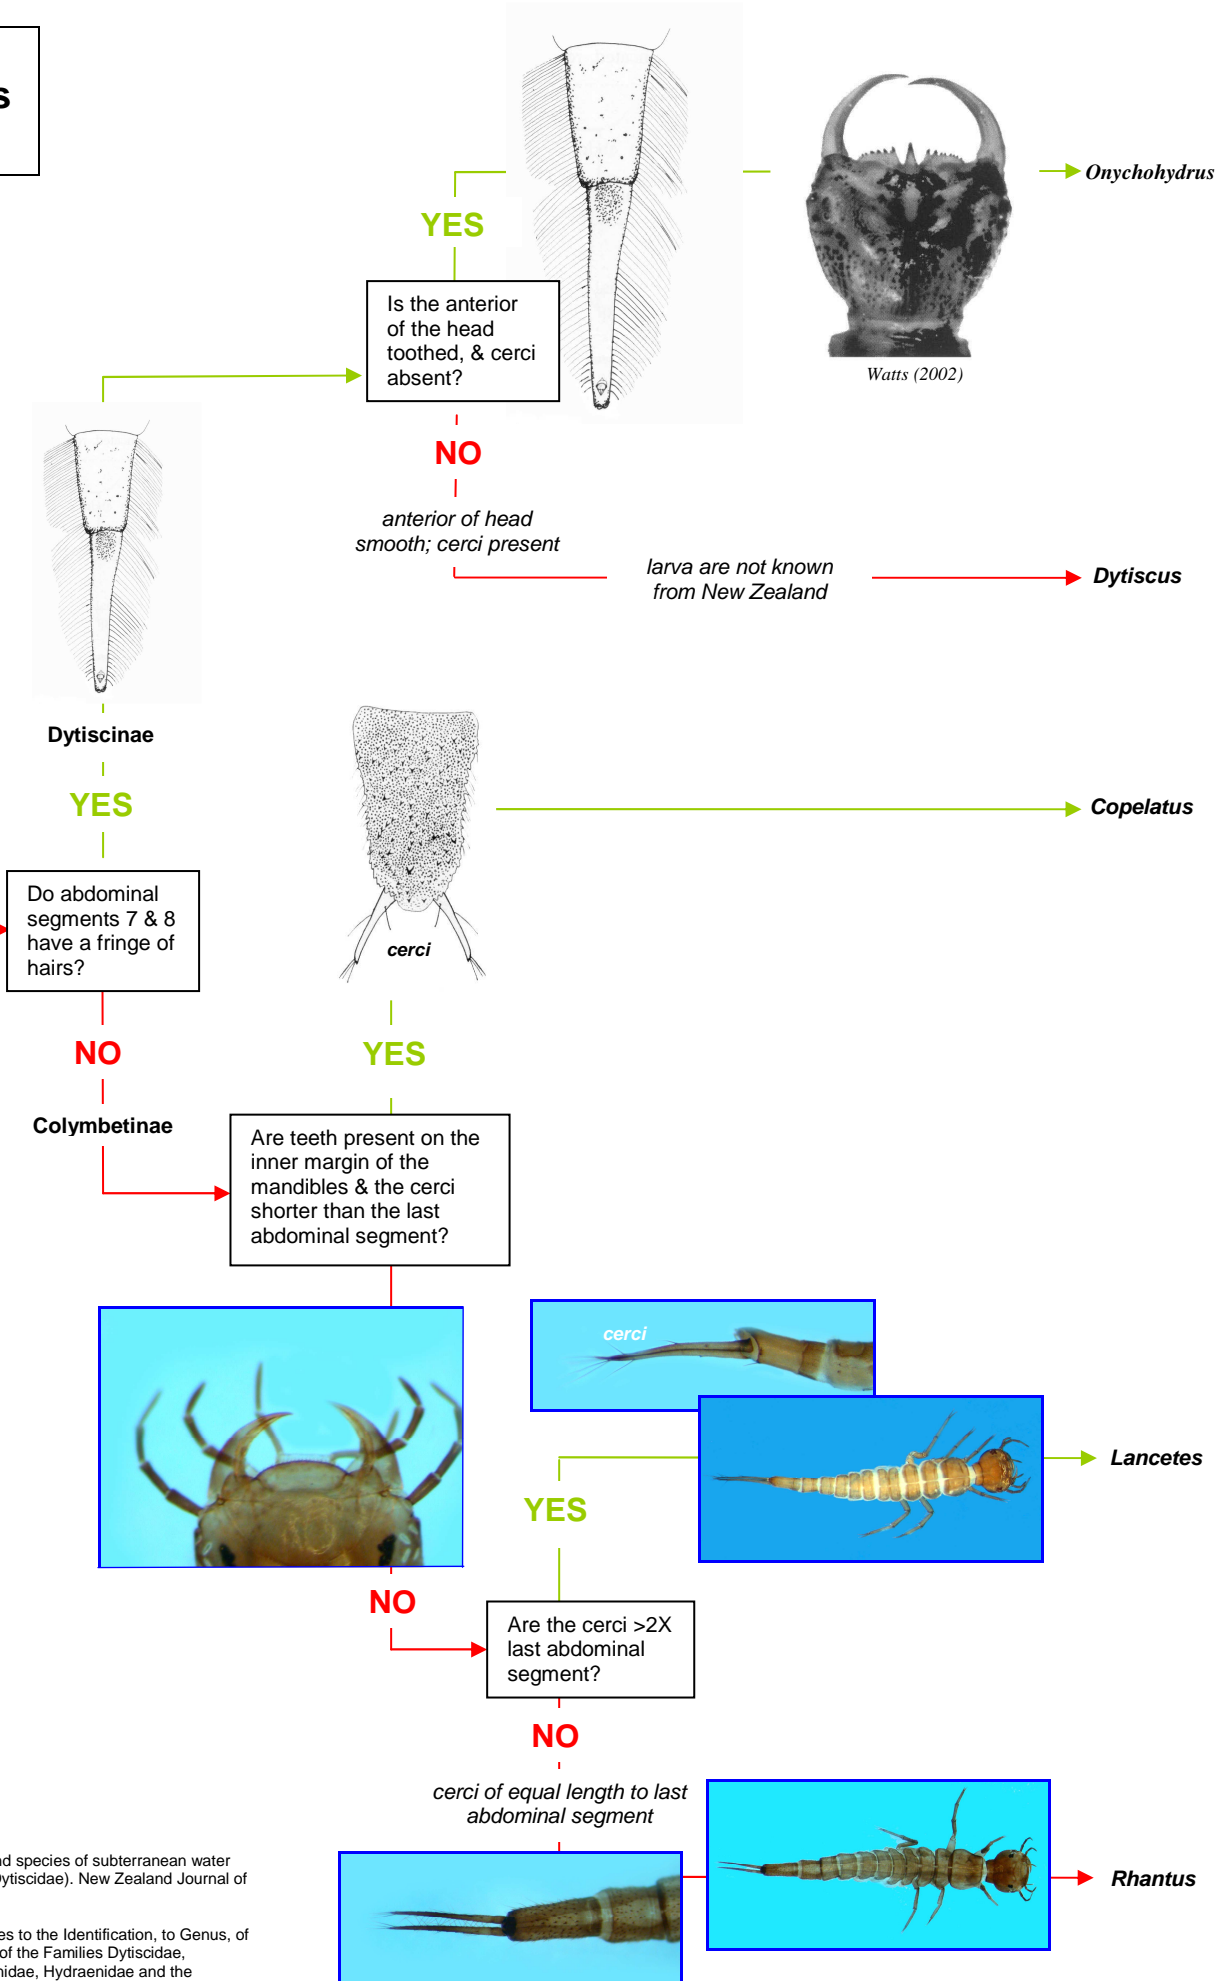 s
Onychohydrus
YES
Is the anterior
of the head
toothed, & cerci
absent?
Watts (2002)
NO
anterior of head
smooth; cerci present
larva are not known
from New Zealand
Dytiscus
Dytiscinae
YES
Copelatus
Do abdominal
segments 7 & 8
have a fringe of
hairs?
cerci
NO
YES
Colymbetinae
Are teeth present on the
inner margin of the
mandibles & the cerci
shorter than the last
abdominal segment?
cerci
Lancetes
YES
NO
Are the cerci >2X
last abdominal
segment?
NO
cerci of equal length to last
abdominal segment
Rhantus
nd species of subterranean water
Dytiscidae). New Zealand Journal of
es to the Identification, to Genus, of
of the Families Dytiscidae,
nidae, Hydraenidae and the